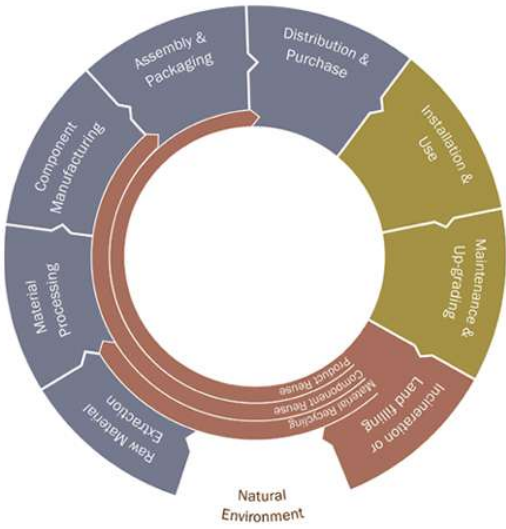 Assembly &
Packaging
Distribution &
Purchase
Installation &
Use
Maintenance &
Up-grading
Incineration or
Land filling
Product Reuse
Component Reuse
Material Recycling
Raw Material
Extraction
Material
Processing
Component
Manufacturing
Natural
Environment